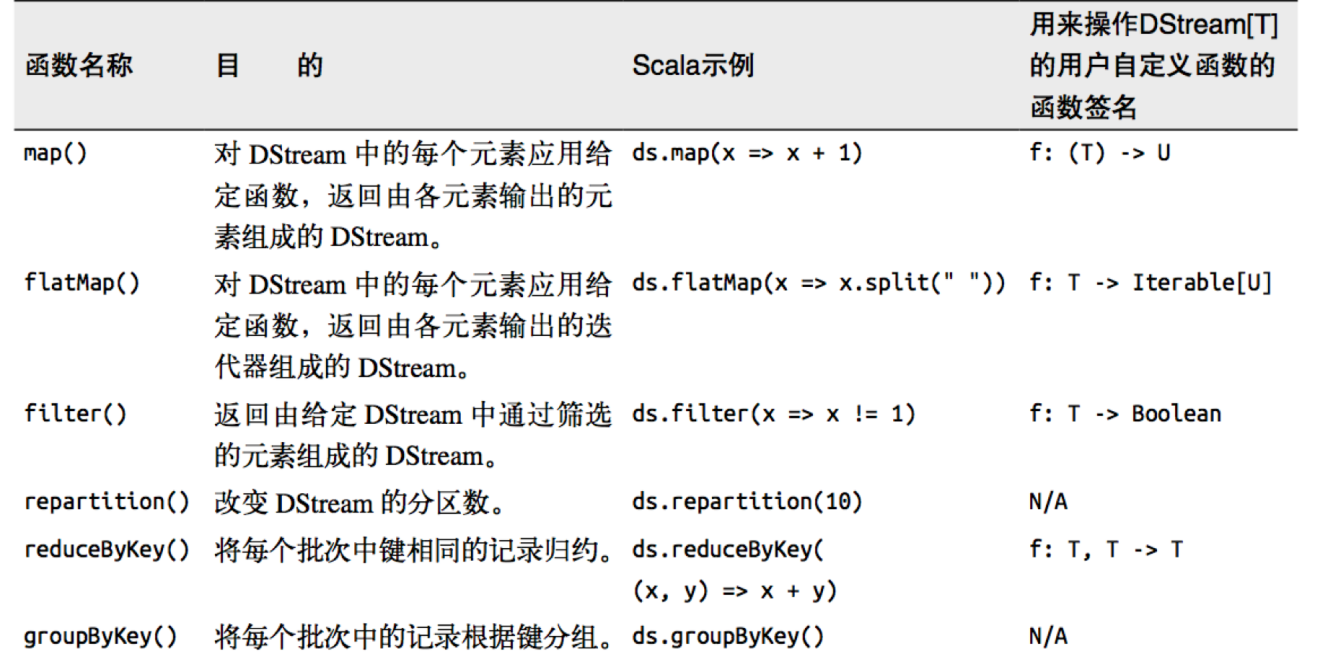 函数名称 目 的 Scala示例 用来操作DStream[T]
的用户自定义函数的
函数签名
map() 对 DStream 中的每个元素应用给 ds.map(x => x + 1) f: (T) -> U
定函数，返回由各元素输出的元
素组成的 DStream。
flatMap() 对 DStream 中的每个元素应用给 ds.flatMap(x => x.split(" ")) f: T -> Iterable[U]
定函数，返回由各元素输出的迭
代器组成的 DStream。
filter() 返回由给定 DStream 中通过筛选 ds.filter(x => x != 1) f: T -> Boolean
的元素组成的 DStream。
repartition() 改变 DStream 的分区数。 ds.repartition(10) N/A
reduceByKey() 将每个批次中键相同的记录归约。 ds.reduceByKey( f: T, T -> T
(x, y) => x + y)
groupByKey() 将每个批次中的记录根据键分组。 ds.groupByKey() N/A